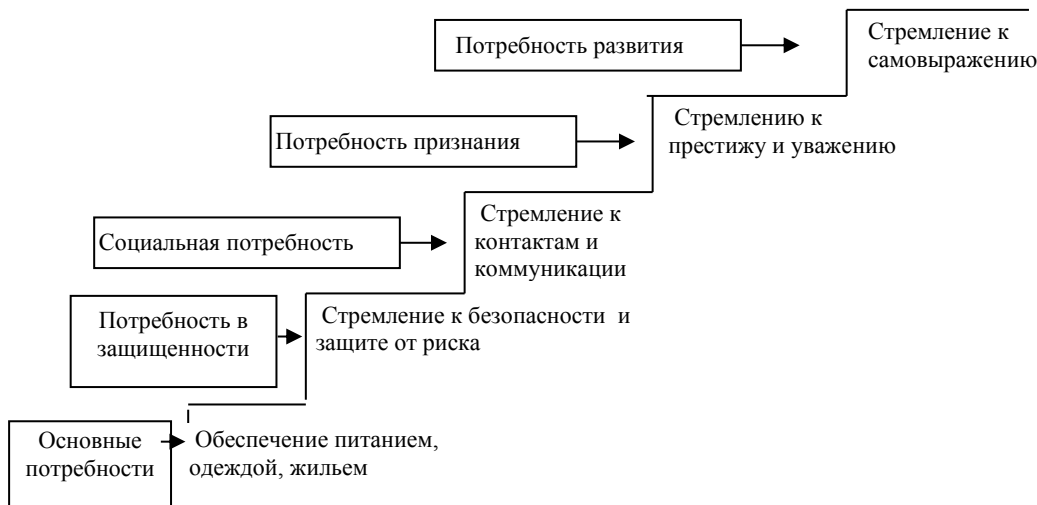 Потребность развития
Стремление к
самовыражению
Потребность признания
Стремлению к
престижу и уважению
Социальная потребность
Стремление к
контактам и
коммуникации
Потребность в
защищенности
Стремление к безопасности и
защите от риска
Основные
потребности
Обеспечение питанием,
одеждой, жильем